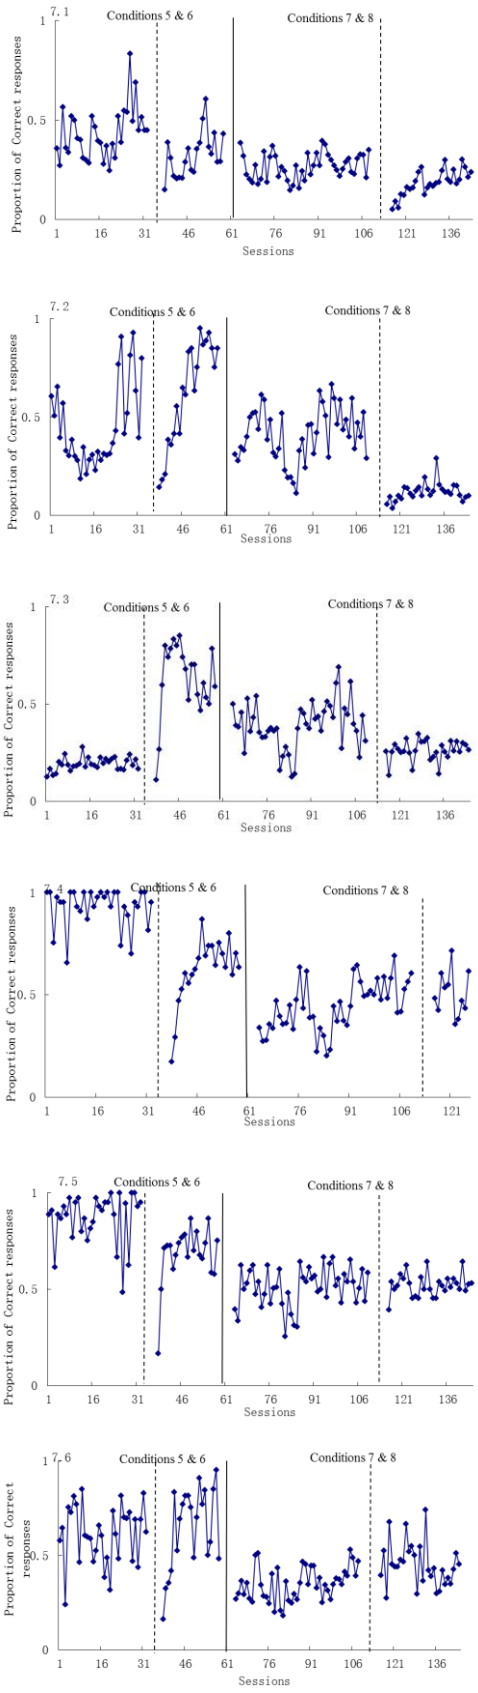 7.1
Conditions 5 & 6
Conditions 7 & 8
Proportion of Correct responses
1
0.5
0
1 16 31 46 61 76 91 106 121 136
Sessions
7.2
Conditions 5 & 6
Conditions 7 & 8
Proportion of Correct responses
1
0.5
0
1 16 31 46 61 76 91 106 121 136
Sessions
7.3
Conditions 5 & 6
Conditions 7 & 8
Proportion of Correct responses
1
0.5
0
1 16 31 46 61 76 91 106 121 136
Sessions
7.4
Conditions 5 & 6
Conditions 7 & 8
Proportion of Correct responses
1
0.5
0
1 16 31 46 61 76 91 106 121
Sessions
7.5
Conditions 5 & 6
Conditions 7 & 8
Proportion of Correct responses
1
0.5
0
1 16 31 46 61 76 91 106 121 136
Sessions
7.6
Conditions 5 & 6
Conditions 7 & 8
Proportion of Correct
responses
1
0.5
0
1 16 31 46 61 76 91 106 121 136
Sessions